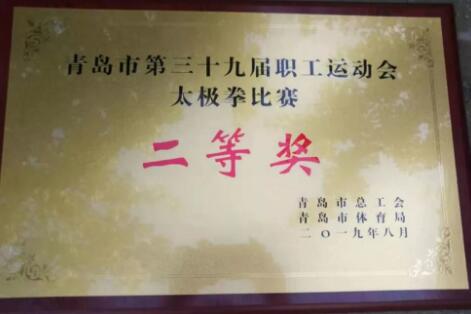 青岛市第三十九届职工运动会
太极拳比赛
二等奖
青岛市总工会
青岛市体育局
二〇一九年八月